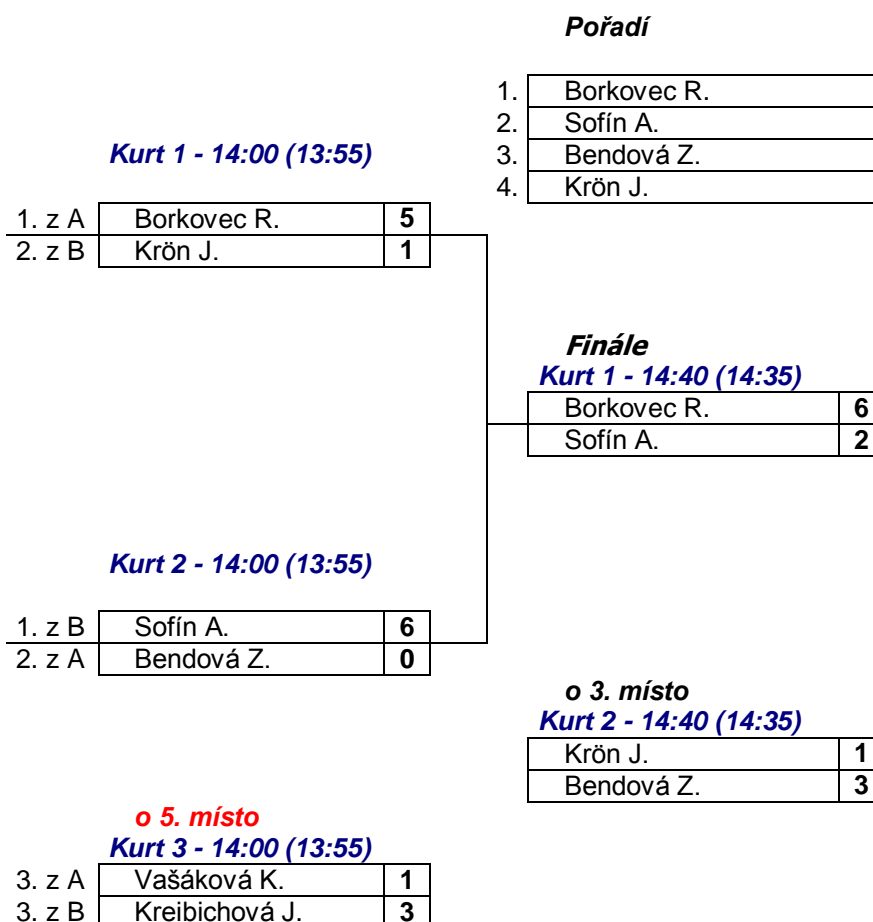 Pořadí
1. Borkovec R.
2. Sofín A.
3. Bendová Z.
4. Krön J.
Kurt 1 - 14:00 (13:55)
1. z A Borkovec R. 5
2. z B Krön J. 1
Finále
Kurt 1 - 14:40 (14:35)
Borkovec R. 6
Sofín A. 2
Kurt 2 - 14:00 (13:55)
1. z B Sofín A. 6
2. z A Bendová Z. 0
o 3. místo
Kurt 2 - 14:40 (14:35)
Krön J. 1
Bendová Z. 3
o 5. místo
Kurt 3 - 14:00 (13:55)
3. z A Vašáková K. 1
3. z B Kreibichová J. 3